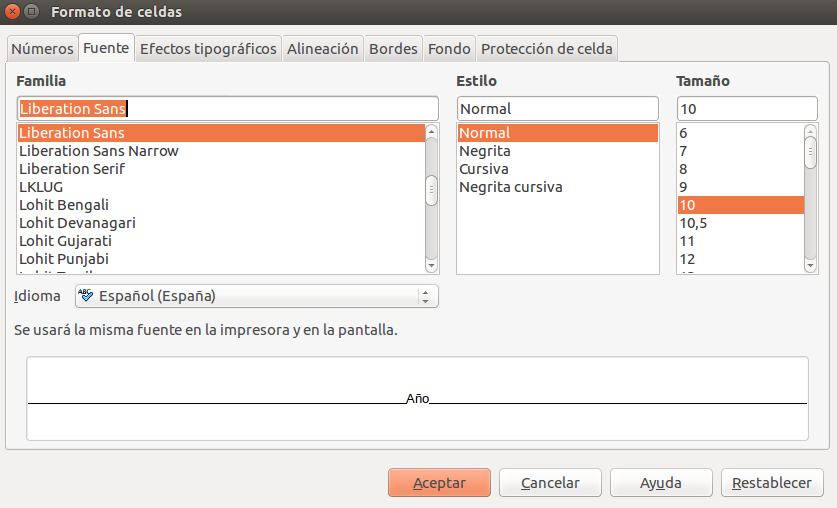 Formato de celdas
Números Fuente Efectos tipográficos Alineación Bordes Fondo Protección de celda
Familia Estilo Tamaño
Liberation Sans Normal 10
Liberation Sans Normal 6
Liberation Sans Narrow Negrita 7
Liberation Serif Cursiva 8
LKLUG Negrita cursiva 9
Lohit Bengali 10
Lohit Devanagari 10,5
Lohit Gujarati 11
Lohit Punjabi 12
Idioma ABC Español (España)
Se usará la misma fuente en la impresora y en la pantalla.
Año
Aceptar Cancelar Ayuda Restablecer